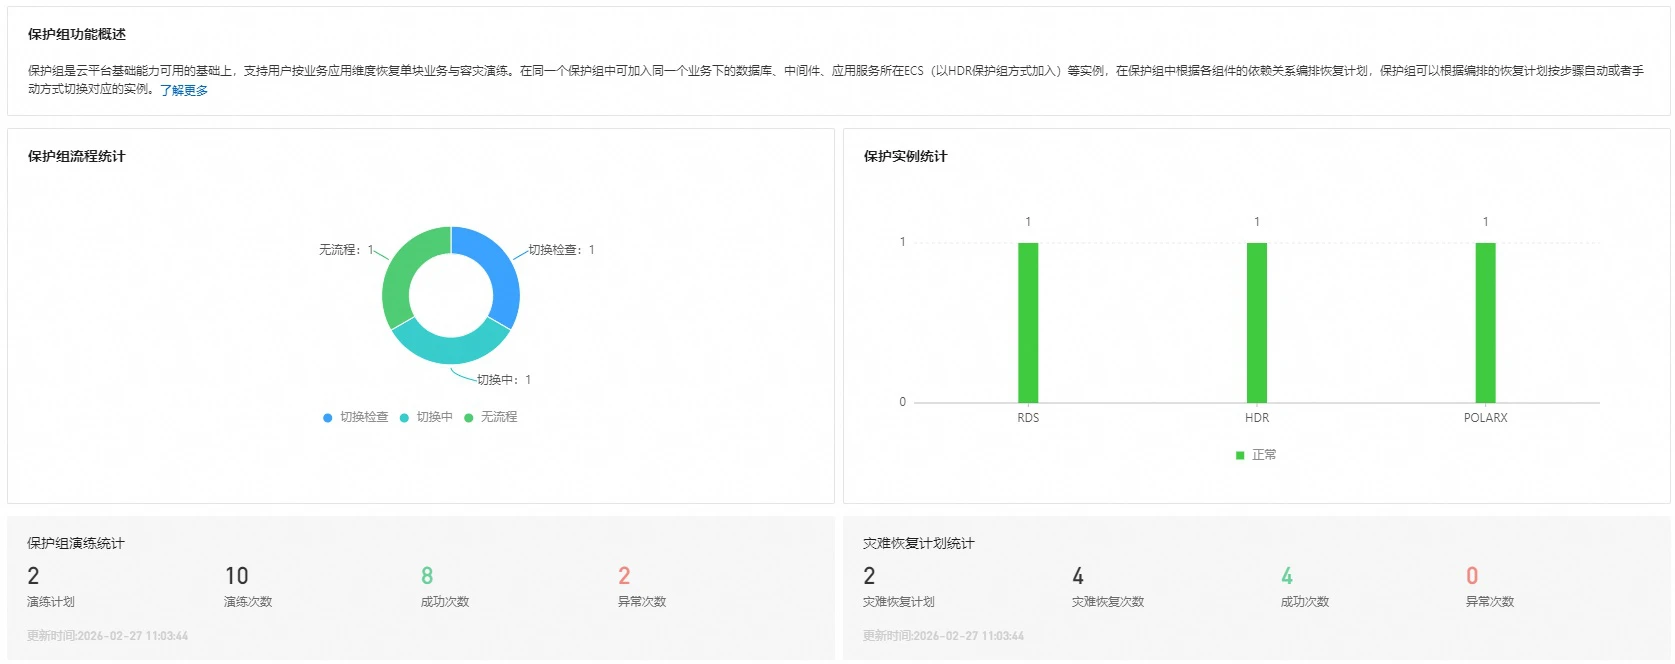 保护组功能概述
保护组是云平台基础能力可用的基础上，支持用户按业务应用维度恢复单块业务与容灾演练。在同一个保护组中可加入同一个业务下的数据库、中间件、应用服务所在ECS（以HDR保护组方式加入）等实例，在保护组中根据各组件的依赖关系编排恢复计划，保护组可以根据编排的恢复计划按步骤自动或者手
动方式切换对应的实例。了解更多
保护组流程统计
无流程：1
切换检查：1
切换中：1
切换检查 切换中 无流程
保护实例统计
1 1 1
1
0
RDS HDR POLARX
正常
保护组演练统计
2 10 8 2
演练计划 演练次数 成功次数 异常次数
更新时间:2026-02-27 11:03:44
灾难恢复计划统计
2 4 4 0
灾难恢复计划 灾难恢复次数 成功次数 异常次数
更新时间:2026-02-27 11:03:44